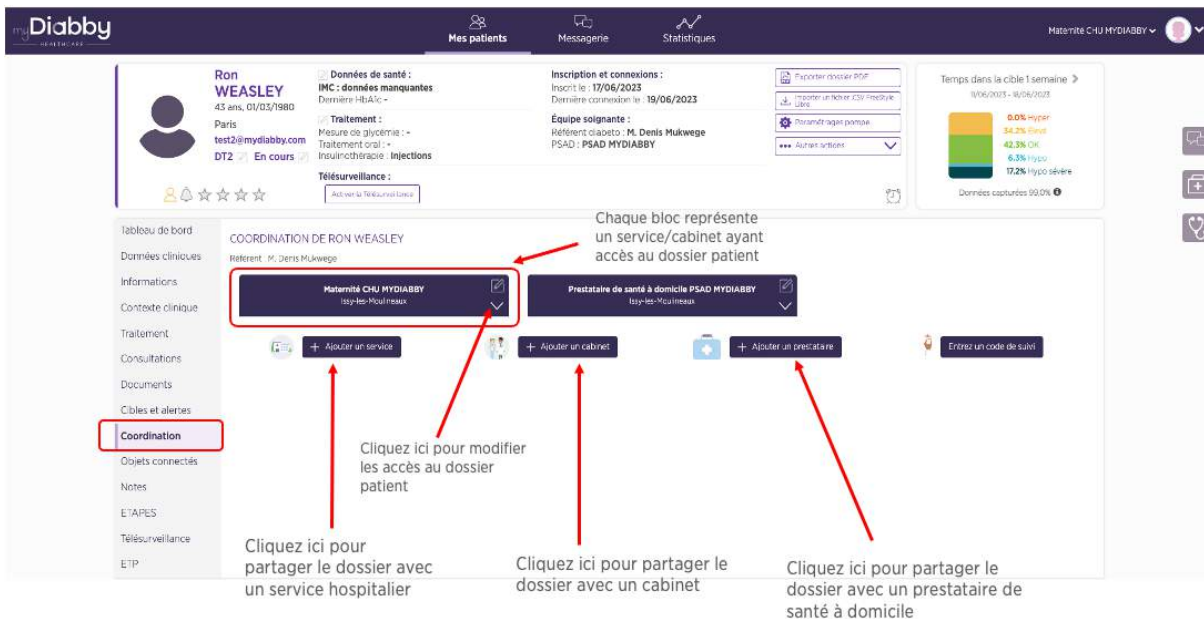 myDiabby
HEALTHCARE
Mes patients
Messagerie
Statistiques
Maternité CHU MYDIABBY
Ron
WEASLEY
43 ans, 01/03/1980
Paris
test2@mydiabby.com
DT2 En cours
Données de santé :
IMC : données manquantes
Dernière HbA1c -
Traitement :
Mesure de glycémie : -
Traitement oral : -
Insulinothérapie : Injections
Télésurveillance :
Activer la Télésurveillance
Inscription et connexions :
Inscrit le : 17/06/2023
Dernière connexion le : 19/06/2023
Équipe soignante :
Référent diabeto : M. Denis Mukwege
PSAD : PSAD MYDIABBY
Exporter dossier PDF
Importer un fichier .CSV FreeStyle
Libre
Paramétrages pompe
Autres actions
Temps dans la cible 1 semaine >
11/06/2023 - 18/06/2023
0.0% Hyper
34.2% Élevé
42.3% OK
6.3% Hypo
17.2% Hypo sévère
Données capturées 99.0%
Tableau de bord
Données cliniques
Informations
Contexte clinique
Traitement
Consultations
Documents
Cibles et alertes
Coordination
Objets connectés
Notes
ETAPES
Télésurveillance
ETP
COORDINATION DE RON WEASLEY
Référent : M. Denis Mukwege
Chaque bloc représente
un service/cabinet ayant
accès au dossier patient
Maternité CHU MYDIABBY
Issy-les-Moulineaux
Prestataire de santé à domicile PSAD MYDIABBY
Issy-les-Moulineaux
+ Ajouter un service
+ Ajouter un cabinet
+ Ajouter un prestataire
Entrez un code de suivi
Cliquez ici pour modifier
les accès au dossier
patient
Cliquez ici pour
partager le dossier avec
un service hospitalier
Cliquez ici pour partager le
dossier avec un cabinet
Cliquez ici pour partager le
dossier avec un prestataire de
santé à domicile